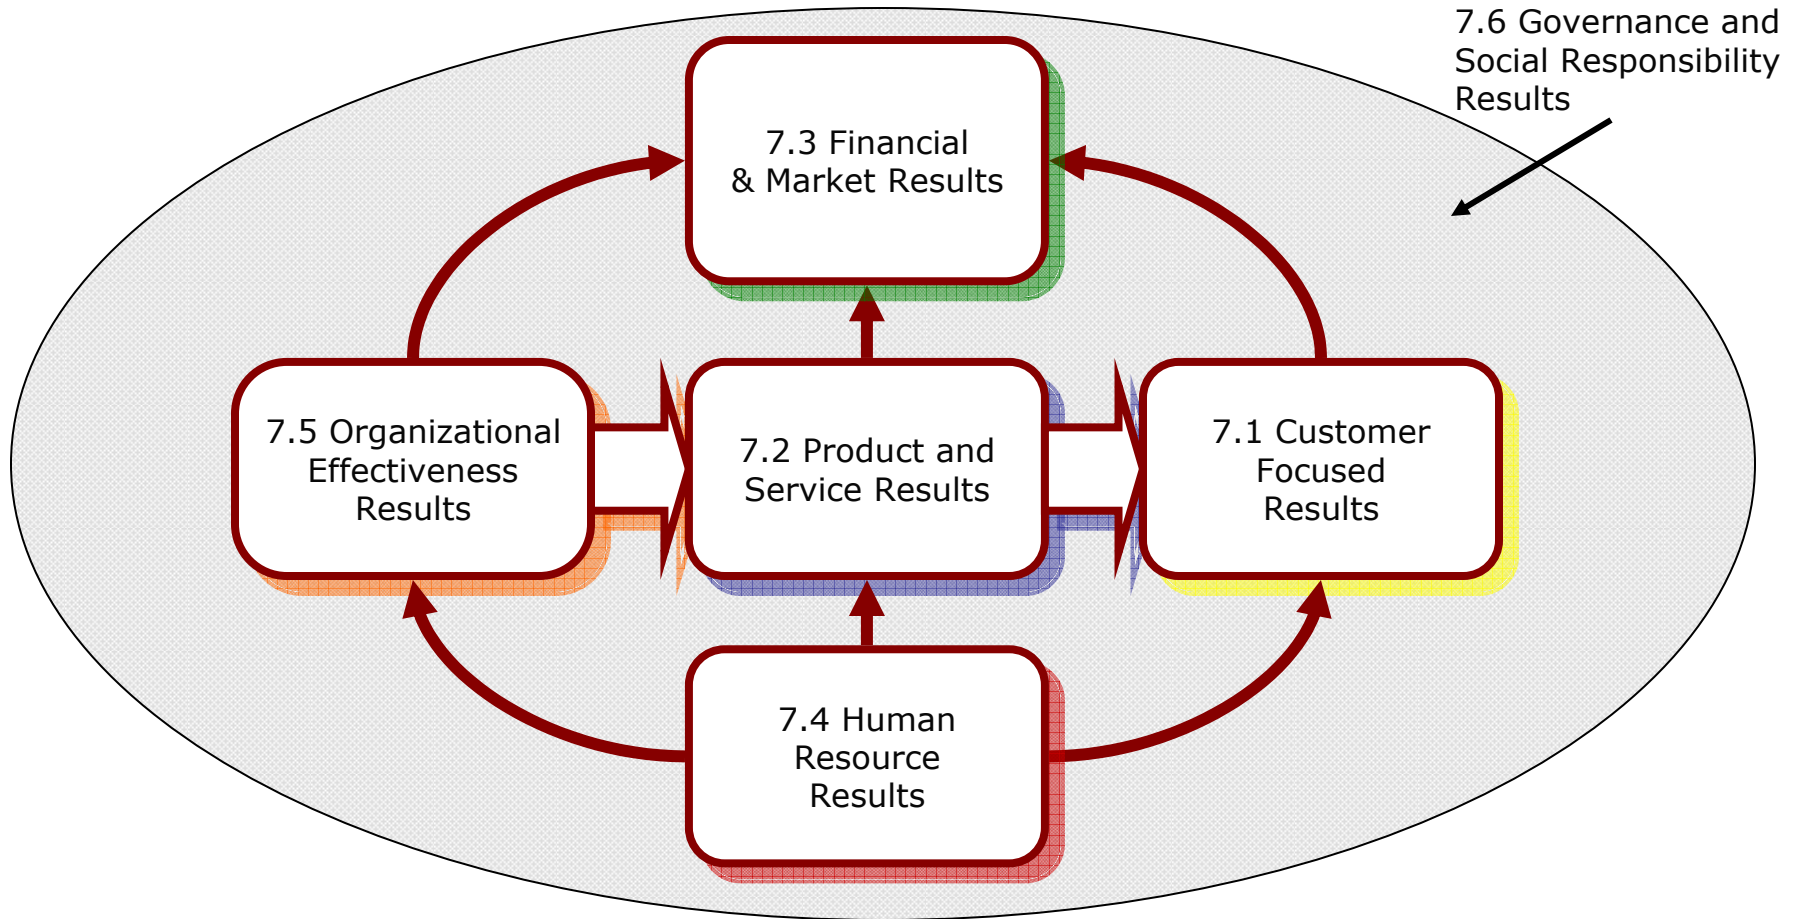 7.6 Governance and
Social Responsibility
Results
7.3 Financial
& Market Results
7.5 Organizational
Effectiveness
Results
7.2 Product and
Service Results
7.1 Customer
Focused
Results
7.4 Human
Resource
Results